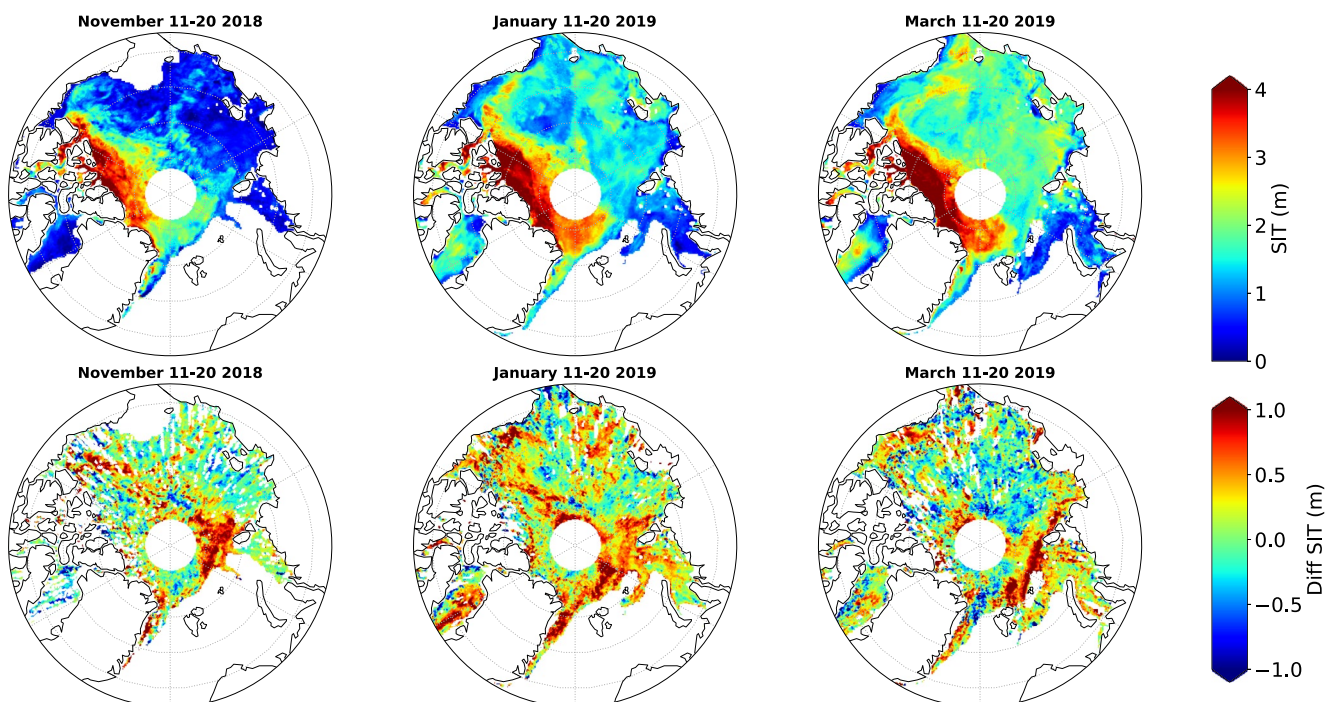 November 11-20 2018
January 11-20 2019
March 11-20 2019
4
3
2
1
0
SIT (m)
November 11-20 2018
January 11-20 2019
March 11-20 2019
1.0
0.5
0.0
−0.5
−1.0
Diff SIT (m)